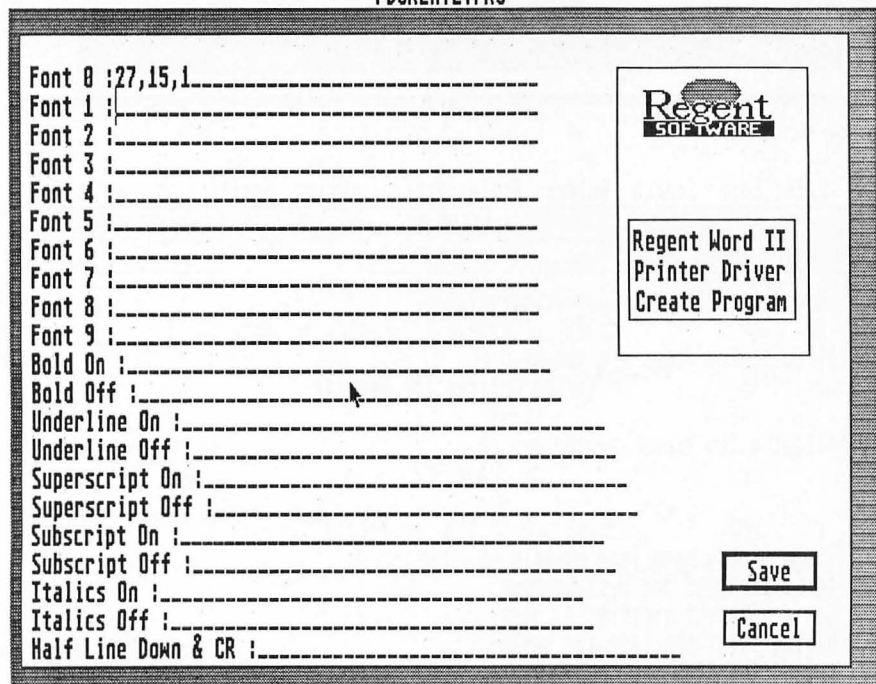 Font 0 :27,15,1
Font 1 :
Font 2 :
Font 3 :
Font 4 :
Font 5 :
Font 6 :
Font 7 :
Font 8 :
Font 9 :
Bold On :
Bold Off :
Underline On :
Underline Off :
Superscript On :
Superscript Off :
Subscript On :
Subscript Off :
Italics On :
Italics Off :
Half Line Down & CR :
Regent
SOFTWARE
Regent Word II
Printer Driver
Create Program
Save
Cancel